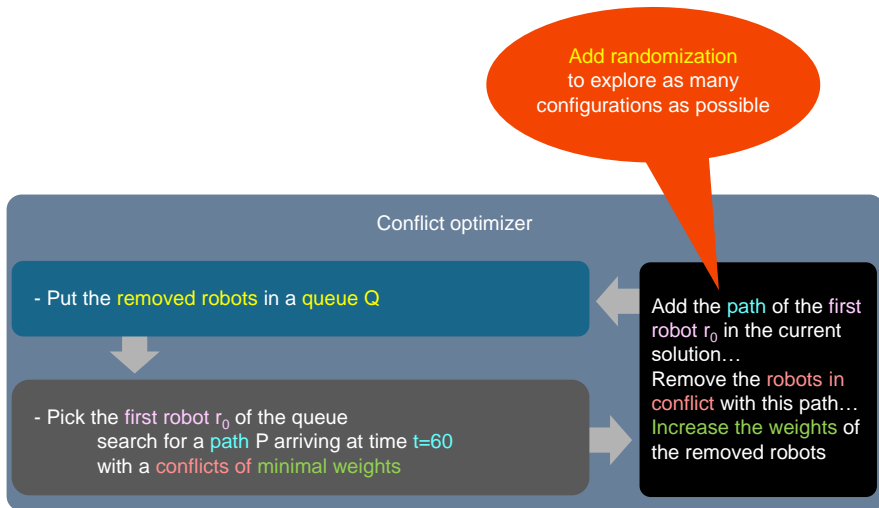 Add randomization
to explore as many
configurations as possible
Conflict optimizer
- Put the removed robots in a queue Q
- Pick the first robot r₀ of the queue
search for a path P arriving at time t=60
with a conflicts of minimal weights
Add the path of the first
robot r₀ in the current
solution…
Remove the robots in
conflict with this path…
Increase the weights of
the removed robots